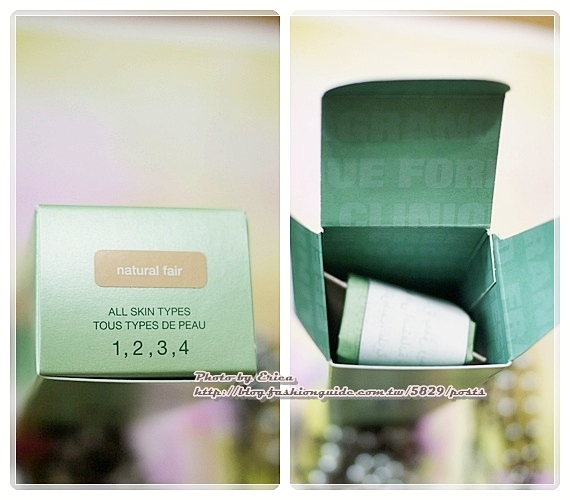 natural fair
ALL SKIN TYPES
TOUS TYPES DE PEAU
1,2,3,4
CLINIQUE
Photo by Erica
http://blog.fashionguide.com.tw/5829/posts